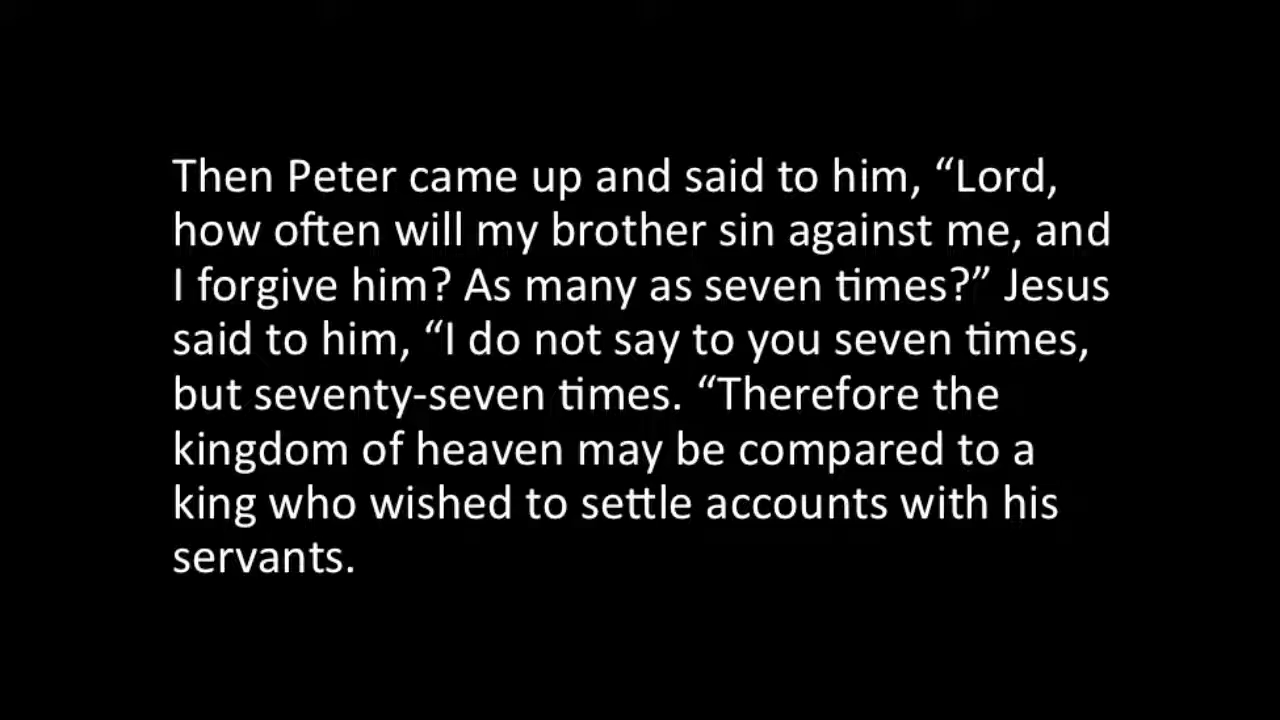 Then Peter came up and said to him, “Lord,
how often will my brother sin against me, and
I forgive him? As many as seven times?” Jesus
said to him, “I do not say to you seven times,
but seventy-seven times. “Therefore the
kingdom of heaven may be compared to a
king who wished to settle accounts with his
servants.